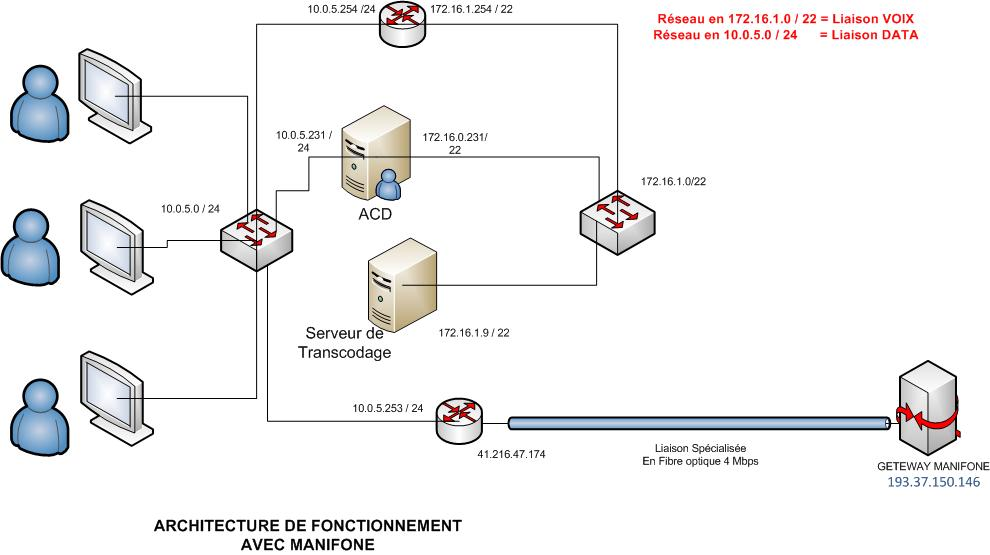 10.0.5.254 /24
172.16.1.254 / 22
Réseau en 172.16.1.0 / 22 = Liaison VOIX
Réseau en 10.0.5.0 / 24 = Liaison DATA
10.0.5.231 /
24
172.16.0.231/
22
172.16.1.0/22
10.0.5.0 / 24
ACD
Serveur de
Transcodage
172.16.1.9 / 22
10.0.5.253 / 24
41.216.47.174
Liaison Spécialisée
En Fibre optique 4 Mbps
GETEWAY MANIFONE
193.37.150.146
ARCHITECTURE DE FONCTIONNEMENT
AVEC MANIFONE